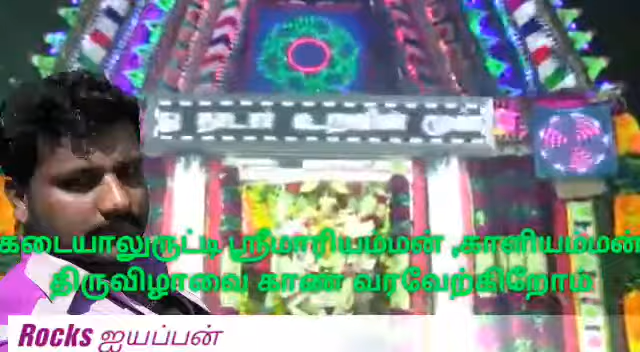 கடையாலுருட்டி ஸ்ரீமாரியம்மன் ,காளியம்மன்
திருவிழாவை காண வரவேற்கிறோம்
Rocks ஐயப்பன்